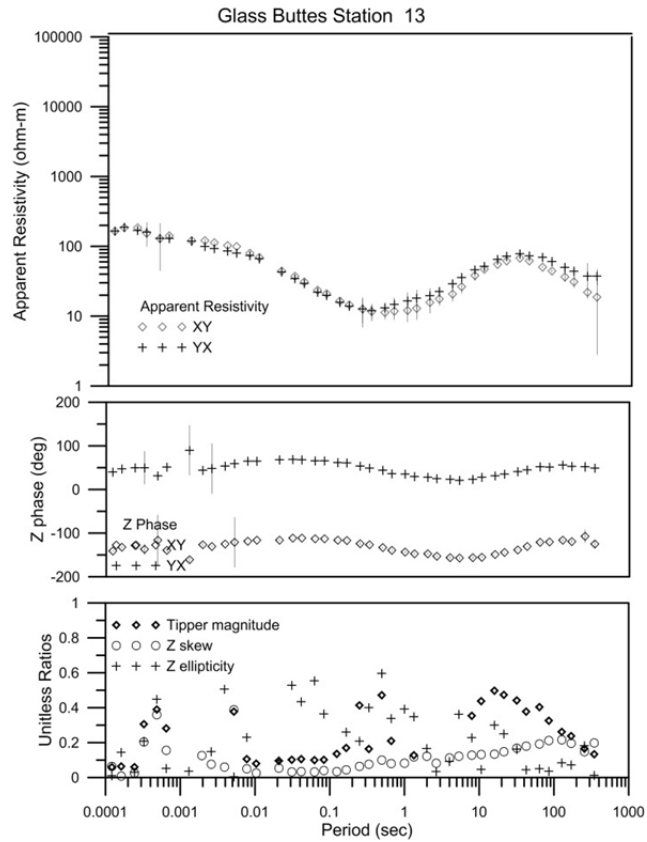 Glass Buttes Station 13
100000
10000
1000
100
10
1
Apparent Resistivity (ohm-m)
Apparent Resistivity
XY
YX
200
100
0
-100
-200
Z phase (deg)
Z Phase
XY
YX
1
0.8
0.6
0.4
0.2
0
Unitless Ratios
Tipper magnitude
Z skew
Z ellipticity
0.0001 0.001 0.01 0.1 1 10 100 1000
Period (sec)